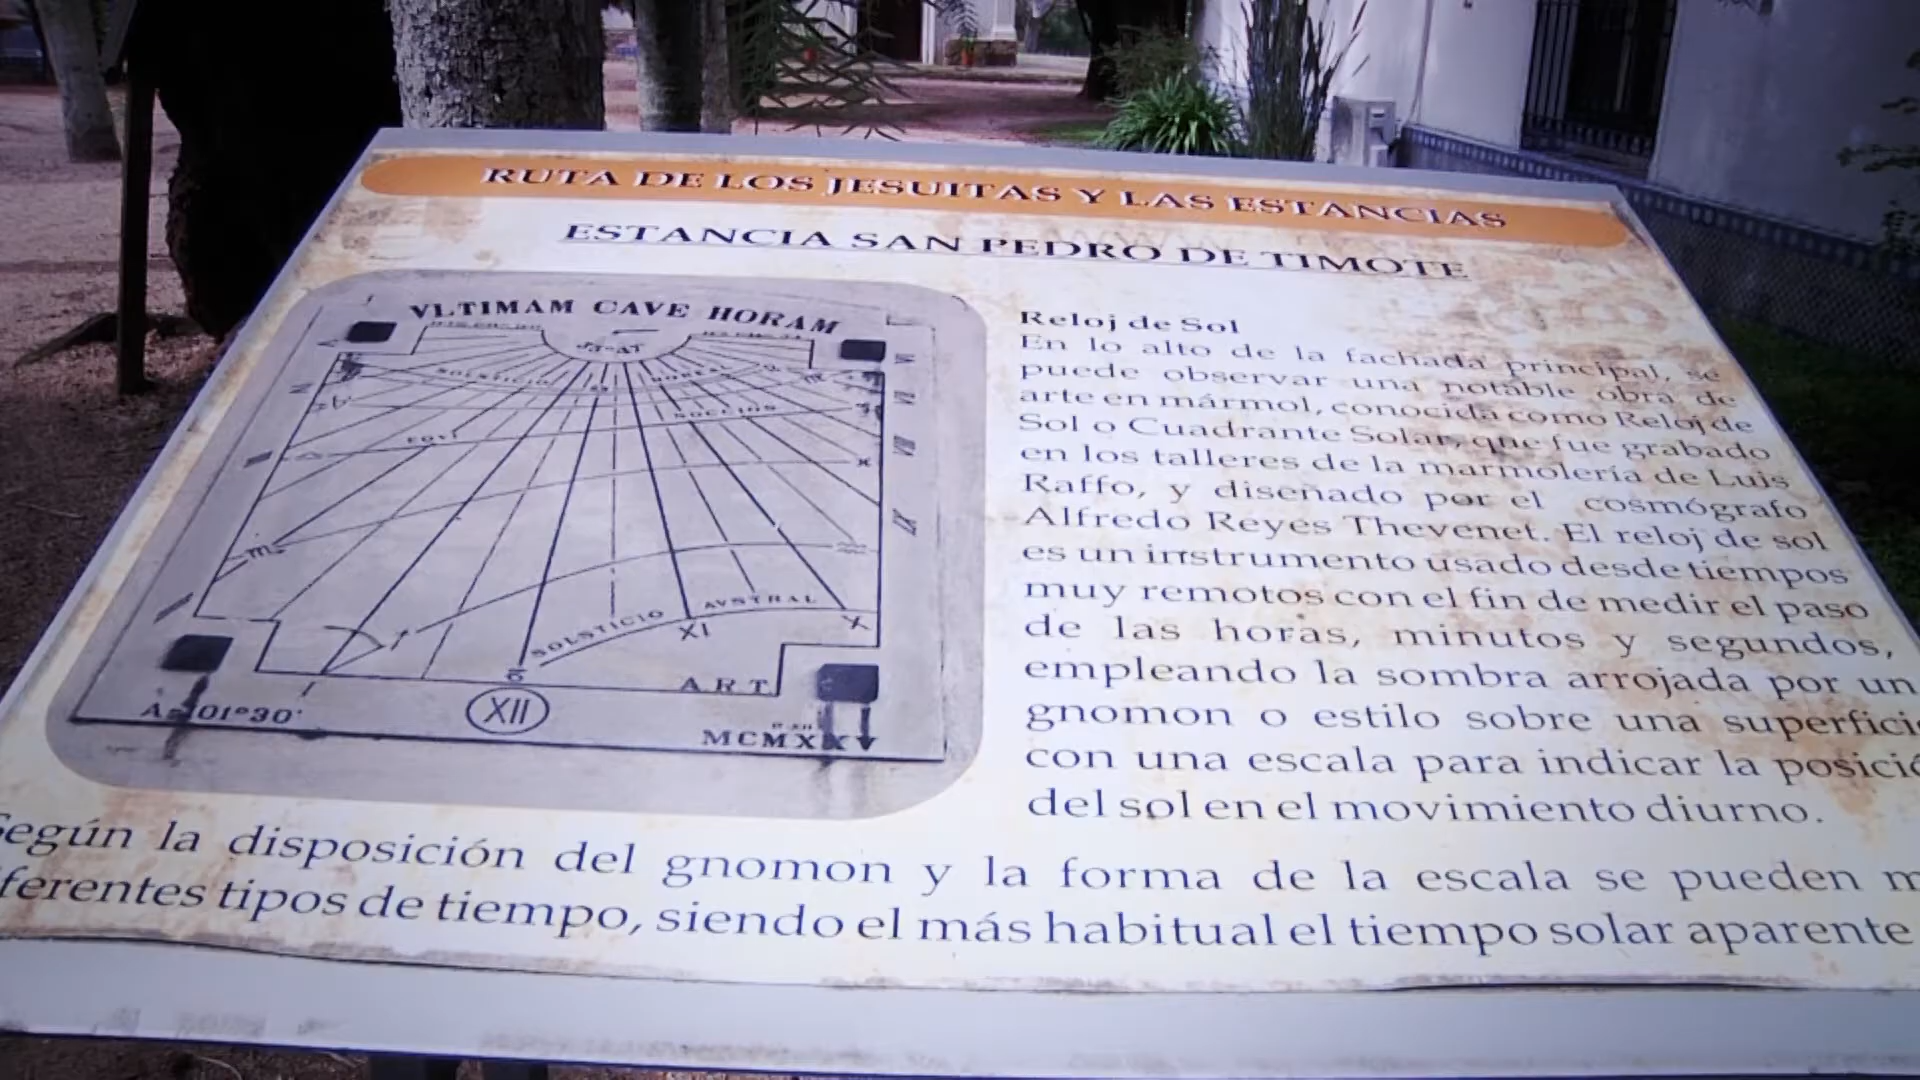 RUTA DE LOS JESUITAS Y LAS ESTANCIAS
ESTANCIA SAN PEDRO DE TIMOTE
VLTIMAM CAVE HORAM
SOLSTICIO BOREAL
EQVI NOCCIOS
SOLSTICIO AVSTRAL
XI
X
XII
ART
A=01°30'
MCMXXX
Reloj de Sol
En lo alto de la fachada principal, se
puede observar una notable obra de
arte en mármol, conocida como Reloj de
Sol o Cuadrante Solar, que fue grabado
en los talleres de la marmolería de Luis
Raffo, y diseñado por el cosmógrafo
Alfredo Reyes Thevenet. El reloj de sol
es un instrumento usado desde tiempos
muy remotos con el fin de medir el paso
de las horas, minutos y segundos,
empleando la sombra arrojada por un
gnomon o estilo sobre una superfici
con una escala para indicar la posició
del sol en el movimiento diurno.
Según la disposición del gnomon y la forma de la escala se pueden m
ferentes tipos de tiempo, siendo el más habitual el tiempo solar aparente